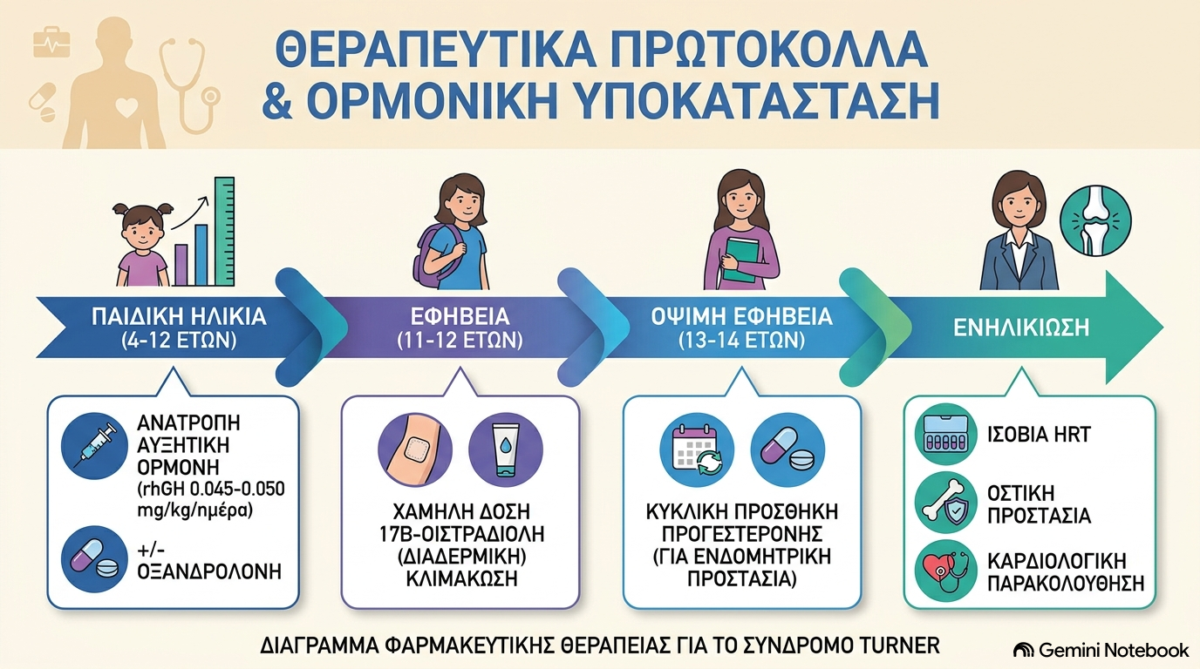 ΘΕΡΑΠΕΥΤΙΚΑ ΠΡΩΤΟΚΟΛΛΑ
& ΟΡΜΟΝΙΚΗ ΥΠΟΚΑΤΑΣΤΑΣΗ
ΠΑΙΔΙΚΗ ΗΛΙΚΙΑ
(4-12 ΕΤΩΝ)
ΑΝΑΤΡΟΠΗ
ΑΥΞΗΤΙΚΗ
ΟΡΜΟΝΗ
(rhGH 0.045-0.050
mg/kg/ημέρα)
+/-
ΟΞΑΝΔΡΟΛΟΝΗ
ΕΦΗΒΕΙΑ
(11-12 ΕΤΩΝ)
ΧΑΜΗΛΗ ΔΟΣΗ
17Β-ΟΙΣΤΡΑΔΙΟΛΗ
(ΔΙΑΔΕΡΜΙΚΗ)
ΚΛΙΜΑΚΩΣΗ
ΟΨΙΜΗ ΕΦΗΒΕΙΑ
(13-14 ΕΤΩΝ)
ΚΥΚΛΙΚΗ ΠΡΟΣΘΗΚΗ
ΠΡΟΓΕΣΤΕΡΟΝΗΣ
(ΓΙΑ ΕΝΔΟΜΗΤΡΙΚΗ
ΠΡΟΣΤΑΣΙΑ)
ΕΝΗΛΙΚΙΩΣΗ
ΙΣΟΒΙΑ HRT
ΟΣΤΙΚΗ
ΠΡΟΣΤΑΣΙΑ
ΚΑΡΔΙΟΛΟΓΙΚΗ
ΠΑΡΑΚΟΛΟΥΘΗΣΗ
ΔΙΑΓΡΑΜΜΑ ΦΑΡΜΑΚΕΥΤΙΚΗΣ ΘΕΡΑΠΕΙΑΣ ΓΙΑ ΤΟ ΣΥΝΔΡΟΜΟ TURNER
Gemini Notebook